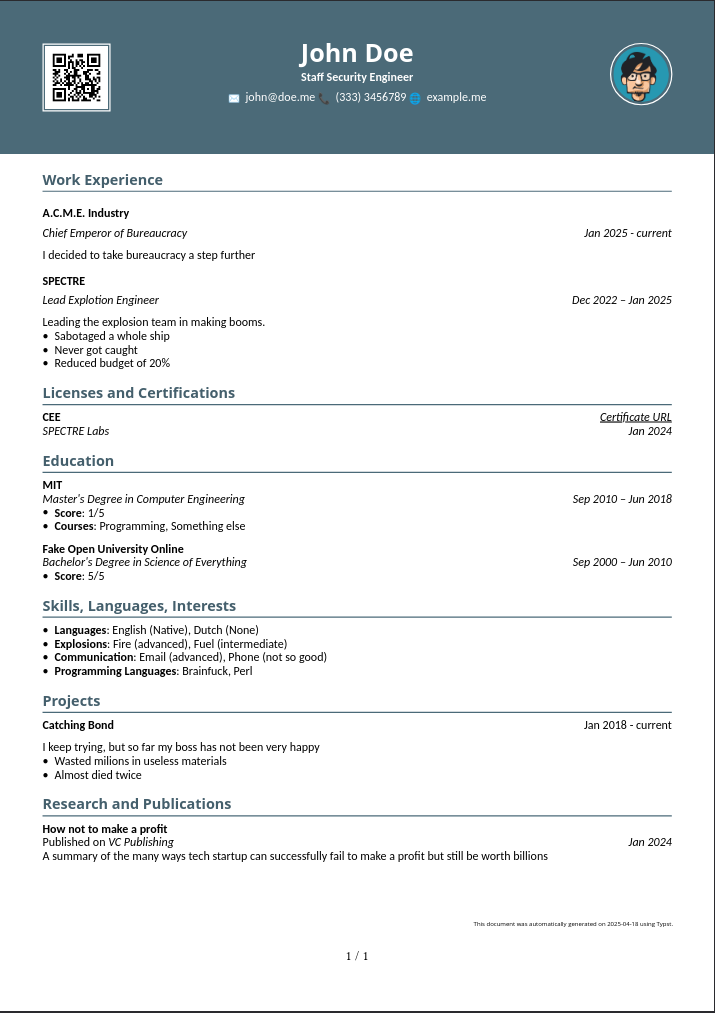 John Doe
Staff Security Engineer
john@doe.me (333) 3456789 example.me
Work Experience
A.C.M.E. Industry
Chief Emperor of Bureaucracy Jan 2025 - current
I decided to take bureaucracy a step further
SPECTRE
Lead Explotion Engineer Dec 2022 – Jan 2025
Leading the explosion team in making booms.
• Sabotaged a whole ship
• Never got caught
• Reduced budget of 20%
Licenses and Certifications
CEE Certificate URL
SPECTRE Labs Jan 2024
Education
MIT
Master's Degree in Computer Engineering Sep 2010 – Jun 2018
• Score: 1/5
• Courses: Programming, Something else
Fake Open University Online
Bachelor's Degree in Science of Everything Sep 2000 – Jun 2010
• Score: 5/5
Skills, Languages, Interests
• Languages: English (Native), Dutch (None)
• Explosions: Fire (advanced), Fuel (intermediate)
• Communication: Email (advanced), Phone (not so good)
• Programming Languages: Brainfuck, Perl
Projects
Catching Bond Jan 2018 - current
I keep trying, but so far my boss has not been very happy
• Wasted milions in useless materials
• Almost died twice
Research and Publications
How not to make a profit
Published on VC Publishing Jan 2024
A summary of the many ways tech startup can successfully fail to make a profit but still be worth billions
This document was automatically generated on 2025-04-18 using Typst.
1 / 1